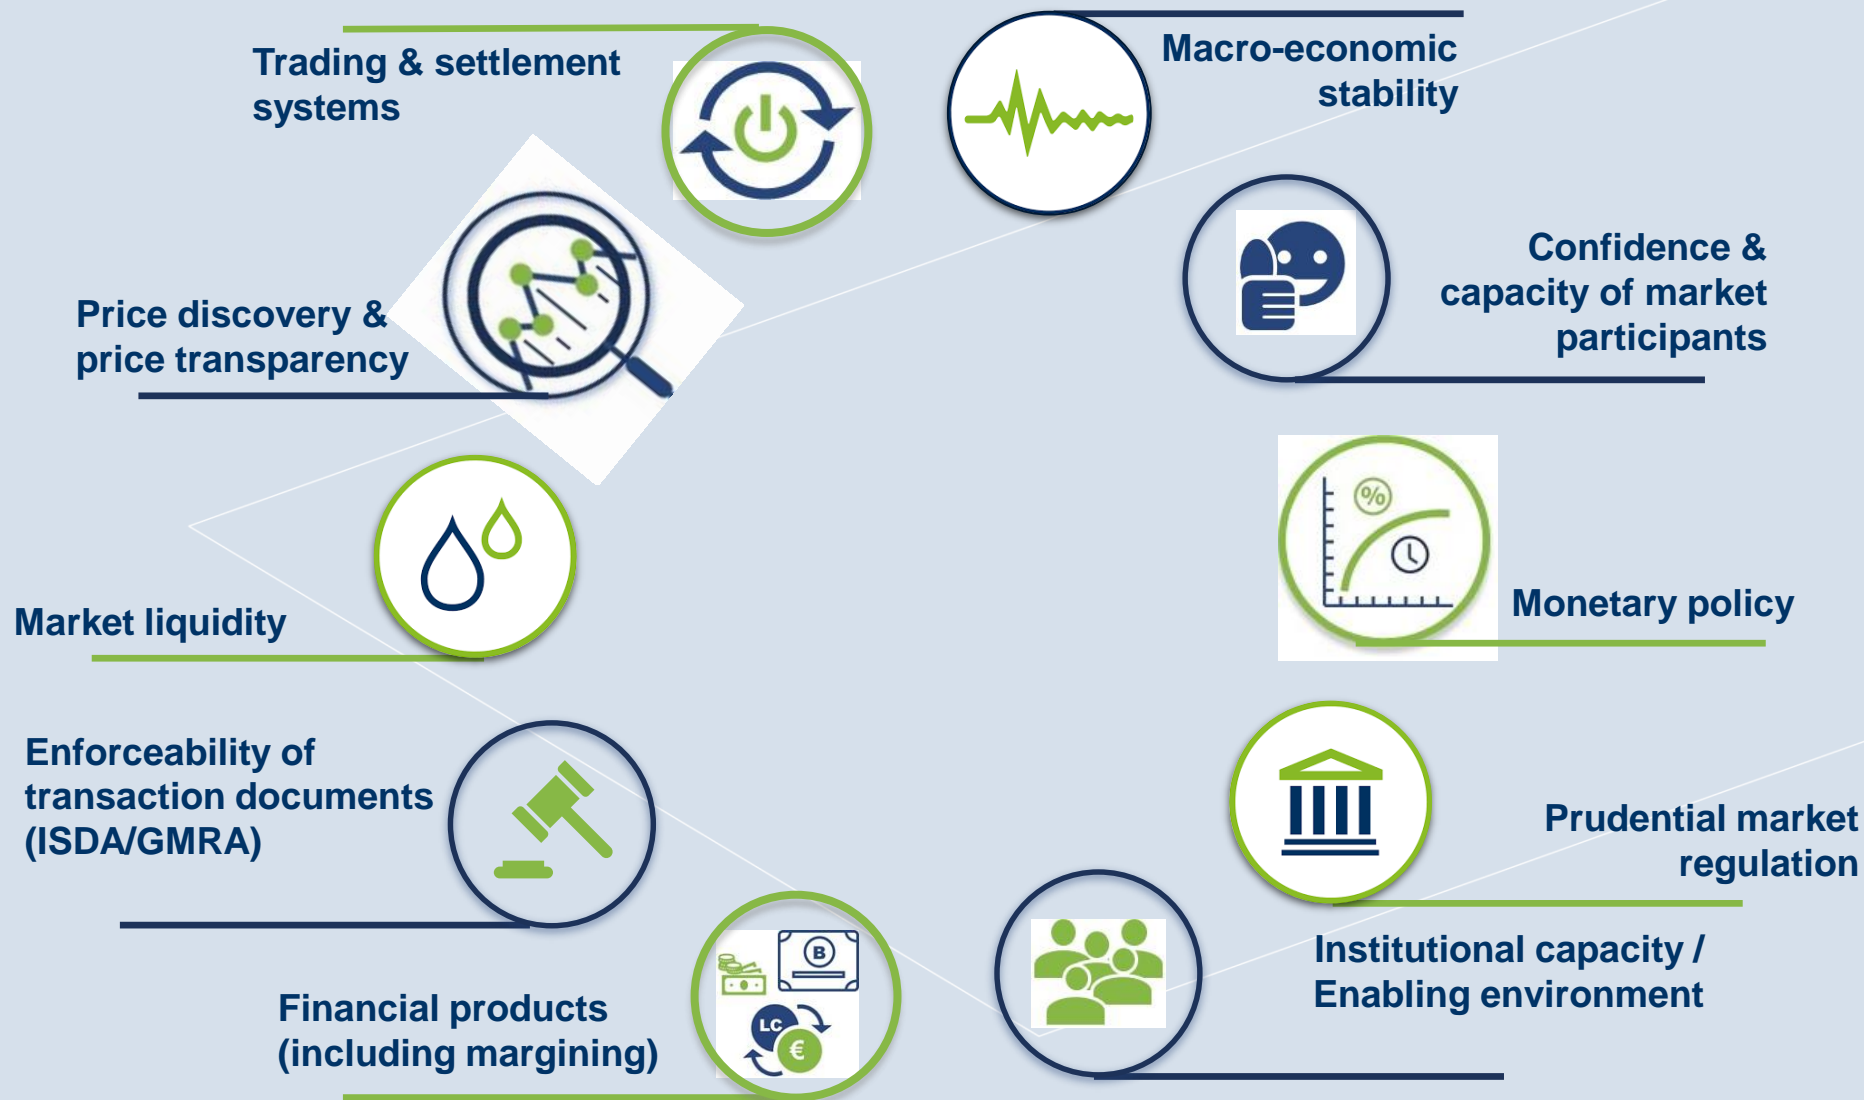 Trading & settlement
systems
Macro-economic
stability
Confidence &
capacity of market
participants
Price discovery &
price transparency
%
Monetary policy
Market liquidity
Enforceability of
transaction documents
(ISDA/GMRA)
Prudential market
regulation
Institutional capacity /
Enabling environment
Financial products
(including margining)
B
LC
€